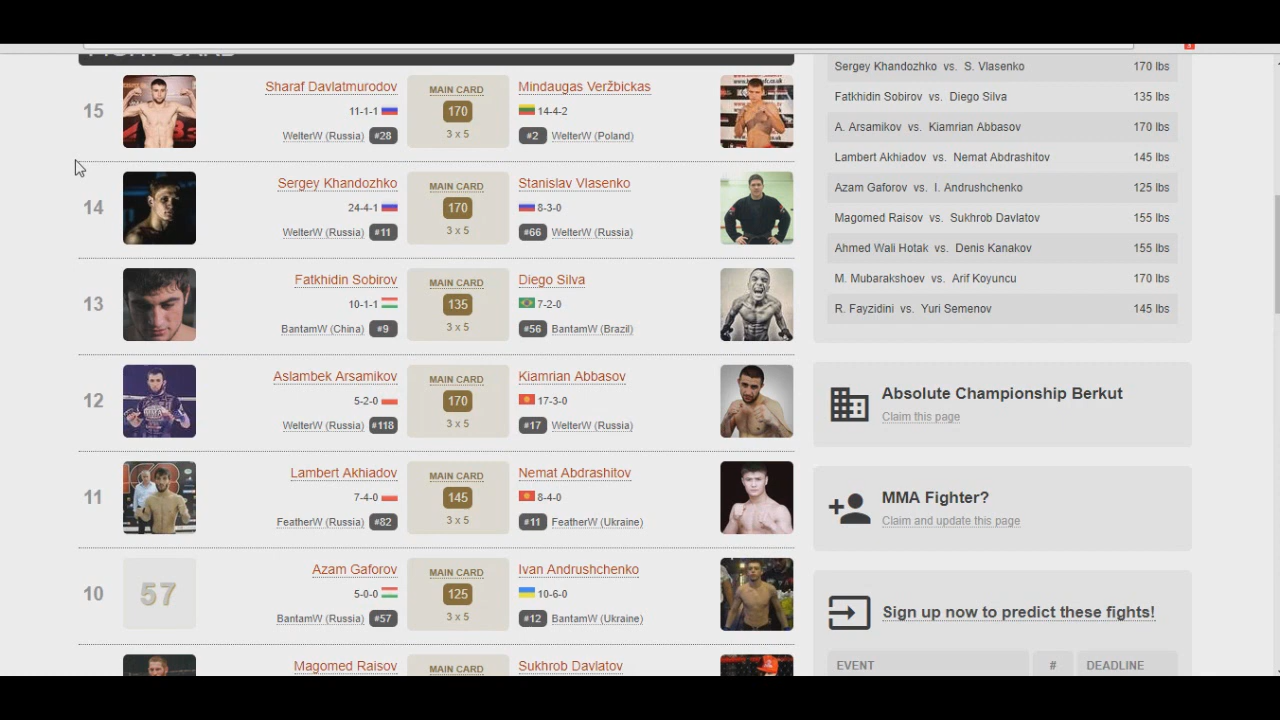 15
Sharaf Davlatmurodov
11-1-1
WelterW (Russia) #28
MAIN CARD
170
3 x 5
Mindaugas Veržbickas
14-4-2
#2 WelterW (Poland)
14
Sergey Khandozhko
24-4-1
WelterW (Russia) #11
MAIN CARD
170
3 x 5
Stanislav Vlasenko
8-3-0
#66 WelterW (Russia)
13
Fatkhidin Sobirov
10-1-1
BantamW (China) #9
MAIN CARD
135
3 x 5
Diego Silva
7-2-0
#56 BantamW (Brazil)
12
Aslambek Arsamikov
5-2-0
WelterW (Russia) #118
MAIN CARD
170
3 x 5
Kiamrian Abbasov
17-3-0
#17 WelterW (Russia)
11
Lambert Akhiadov
7-4-0
FeatherW (Russia) #82
MAIN CARD
145
3 x 5
Nemat Abdrashitov
8-4-0
#11 FeatherW (Ukraine)
10
57
Azam Gaforov
5-0-0
BantamW (Russia) #57
MAIN CARD
125
3 x 5
Ivan Andrushchenko
10-6-0
#12 BantamW (Ukraine)
Magomed Raisov
MAIN CARD
Sukhrob Davlatov
Sergey Khandozhko vs. S. Vlasenko 170 lbs
Fatkhidin Sobirov vs. Diego Silva 135 lbs
A. Arsamikov vs. Kiamrian Abbasov 170 lbs
Lambert Akhiadov vs. Nemat Abdrashitov 145 lbs
Azam Gaforov vs. I. Andrushchenko 125 lbs
Magomed Raisov vs. Sukhrob Davlatov 155 lbs
Ahmed Wali Hotak vs. Denis Kanakov 155 lbs
M. Mubarakshoev vs. Arif Koyuncu 170 lbs
R. Fayzidini vs. Yuri Semenov 145 lbs
Absolute Championship Berkut
Claim this page
MMA Fighter?
Claim and update this page
Sign up now to predict these fights!
EVENT # DEADLINE